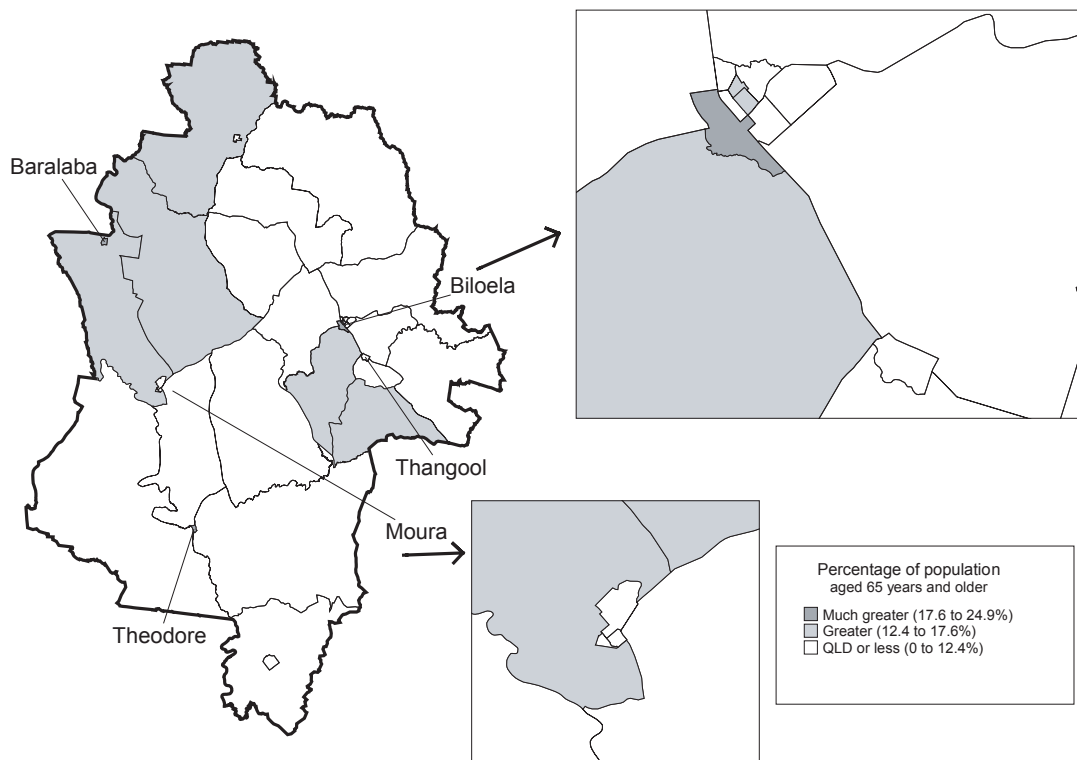 Baralaba
Biloela
Thangool
Moura
Theodore
Percentage of population
aged 65 years and older
Much greater (17.6 to 24.9%)
Greater (12.4 to 17.6%)
QLD or less (0 to 12.4%)